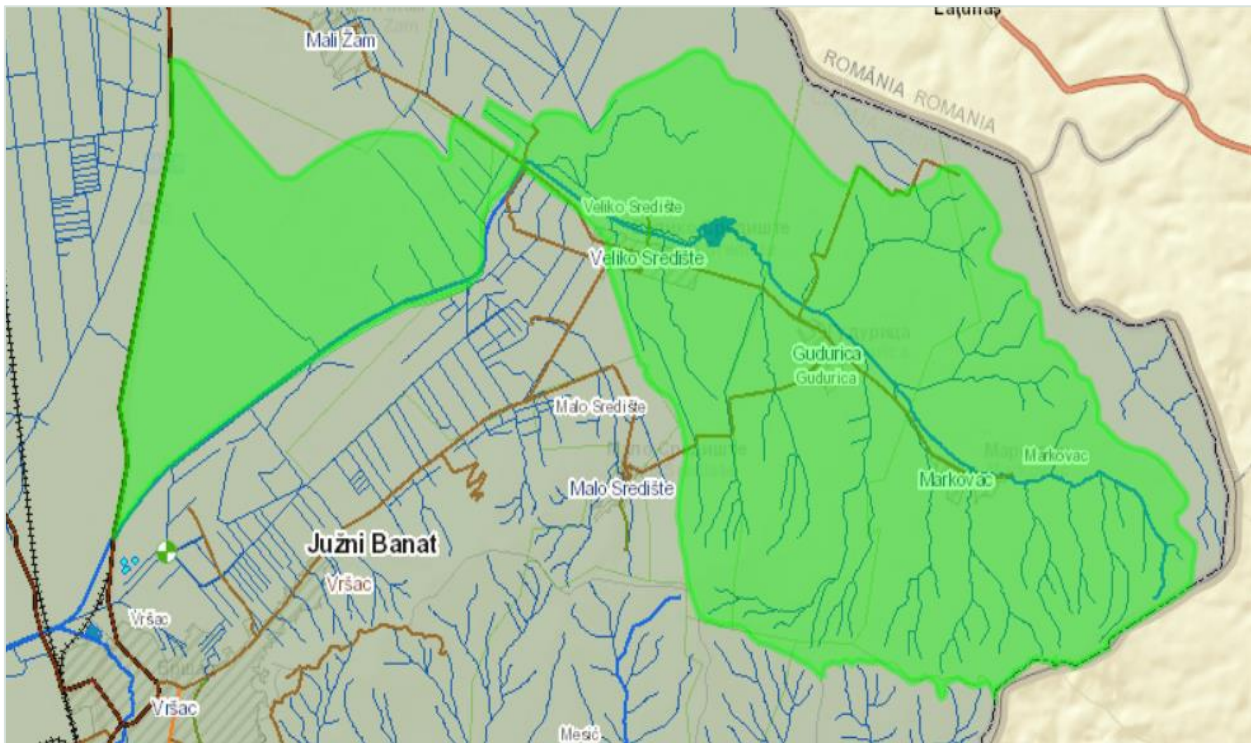 Lațunaș
Mali Žam
ROMÂNIA
ROMANIA
Veliko Središte
Veliko Središte
Gudurica
Gudurica
Malo Središte
Markovac
Markovac
Malo Središte
Južni Banat
Vršac
Vršac
Vršac
Mesić